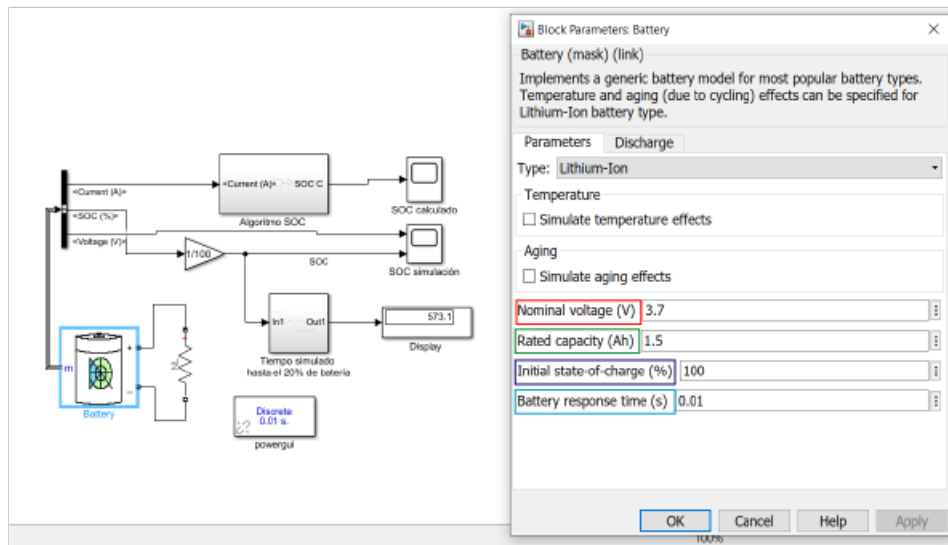 <Current (A)>
<SOC (%)>
<Voltage (V)>
<Current (A)>
SOC C
Algoritmo SOC
SOC calculado
1/100
SOC
SOC simulación
In1
Out1
Tiempo simulado
hasta el 20% de batería
573.1
Display
m
+
−
Battery
Discrete
0.01 s.
powergui
Block Parameters: Battery
Battery (mask) (link)
Implements a generic battery model for most popular battery types.
Temperature and aging (due to cycling) effects can be specified for
Lithium-Ion battery type.
Parameters
Discharge
Type: Lithium-Ion
Temperature
Simulate temperature effects
Aging
Simulate aging effects
Nominal voltage (V) 3.7
Rated capacity (Ah) 1.5
Initial state-of-charge (%) 100
Battery response time (s) 0.01
OK
Cancel
Help
Apply
100%